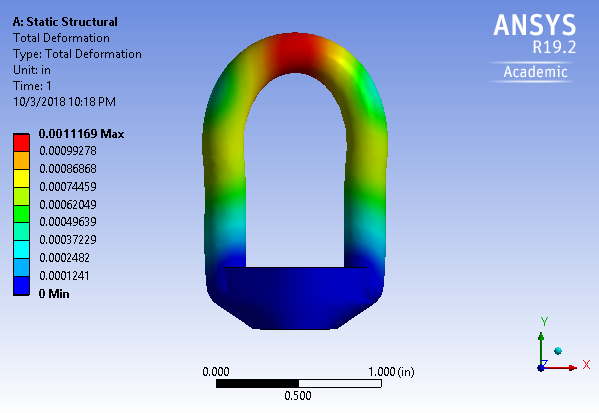 A: Static Structural
Total Deformation
Type: Total Deformation
Unit: in
Time: 1
10/3/2018 10:18 PM
ANSYS
R19.2
Academic
0.0011169 Max
0.00099278
0.00086868
0.00074459
0.00062049
0.00049639
0.00037229
0.0002482
0.0001241
0 Min
0.000
1.000 (in)
0.500
Y
Z
X